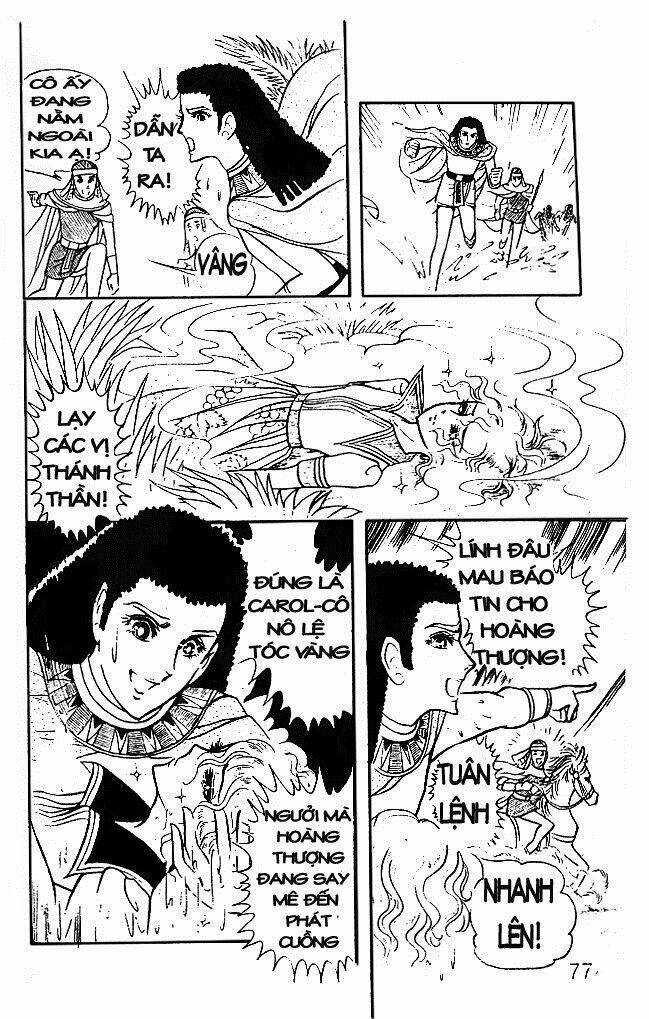 CÔ ẤY
ĐANG
NẰM
NGOÀI
KIA Ạ!
DẪN
TA
RA!
VÂNG
LẠY
CÁC VỊ
THÁNH
THẦN!
ĐÚNG LÀ
CAROL-CÔ
NÔ LỆ
TÓC VÀNG
NGƯỜI MÀ
HOÀNG
THƯỢNG
ĐANG SAY
MÊ ĐẾN
PHÁT
CUỒNG
LÍNH ĐÂU
MAU BÁO
TIN CHO
HOÀNG
THƯỢNG!
TUÂN
LỆNH
NHANH
LÊN!
77